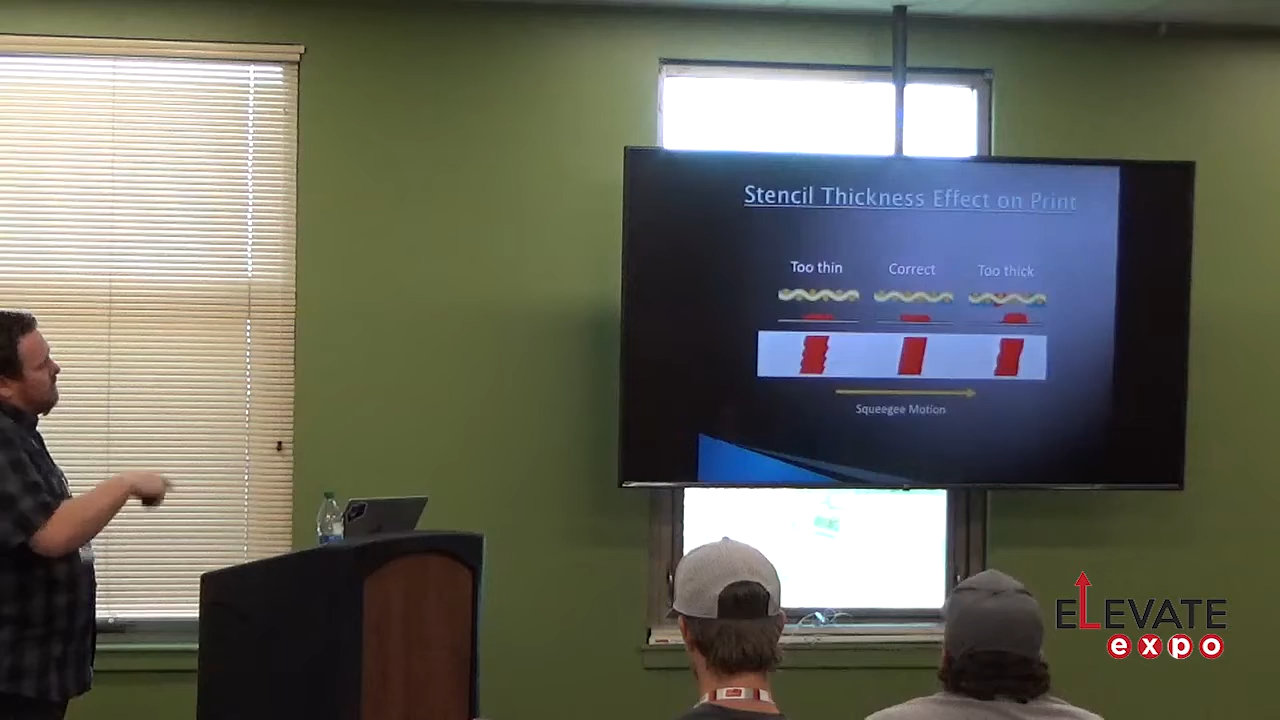 Stencil Thickness Effect on Print
Too thin
Correct
Too thick
Squeegee Motion
ELEVATE
expo